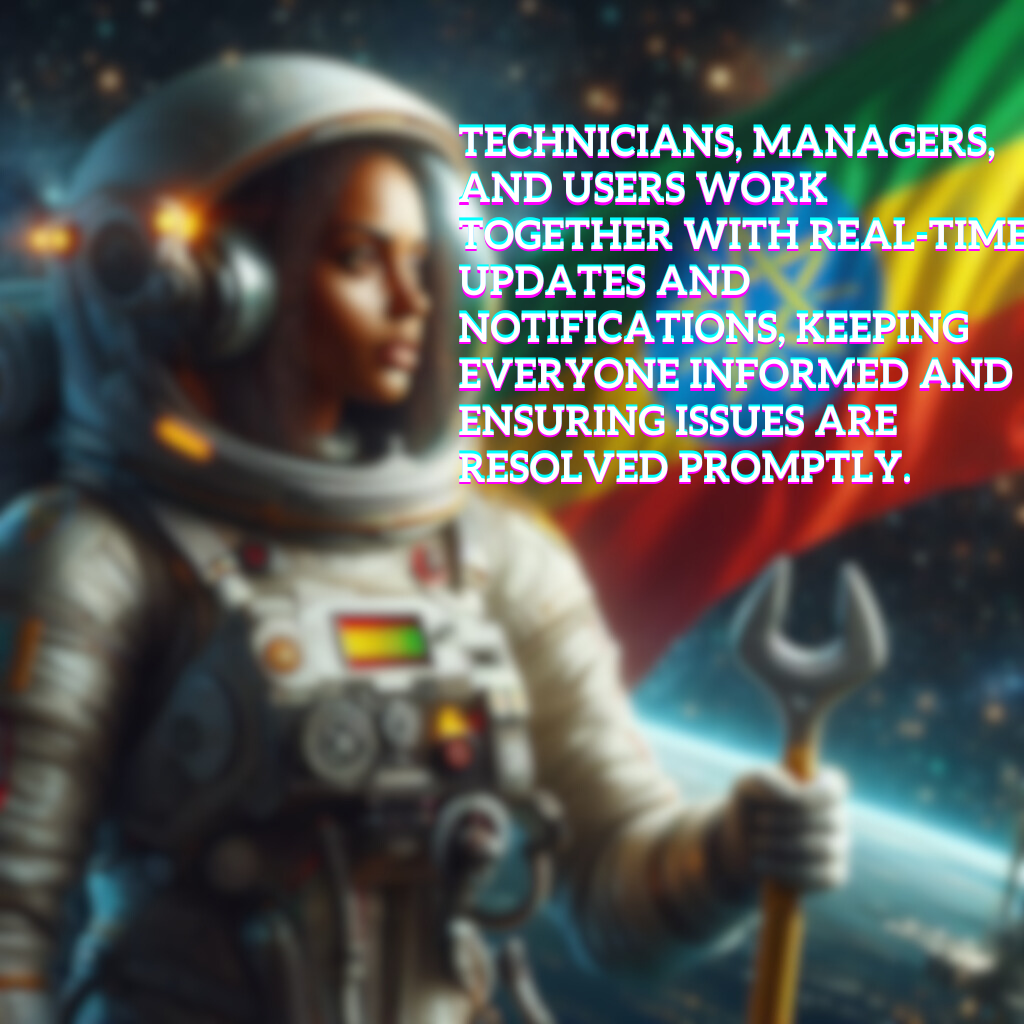 TECHNICIANS, MANAGERS,
AND USERS WORK
TOGETHER WITH REAL-TIME
UPDATES AND
NOTIFICATIONS, KEEPING
EVERYONE INFORMED AND
ENSURING ISSUES ARE
RESOLVED PROMPTLY.